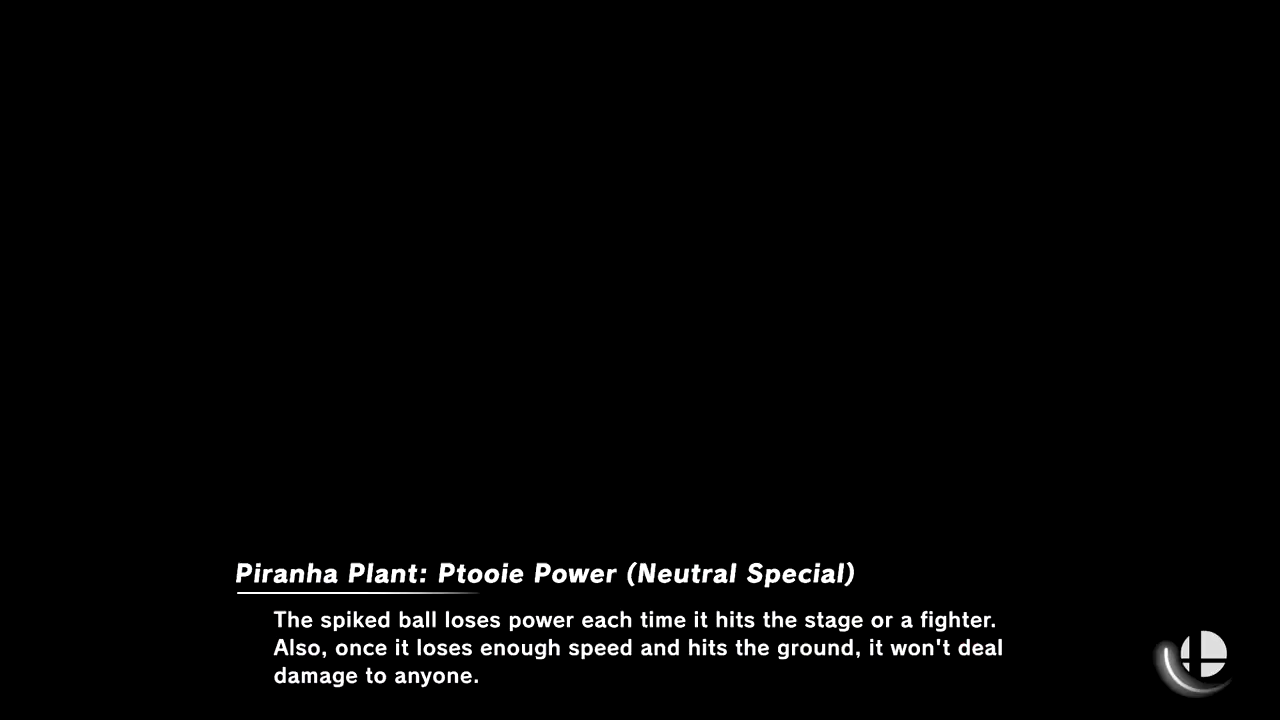 Piranha Plant: Ptooie Power (Neutral Special)
The spiked ball loses power each time it hits the stage or a fighter.
Also, once it loses enough speed and hits the ground, it won't deal
damage to anyone.